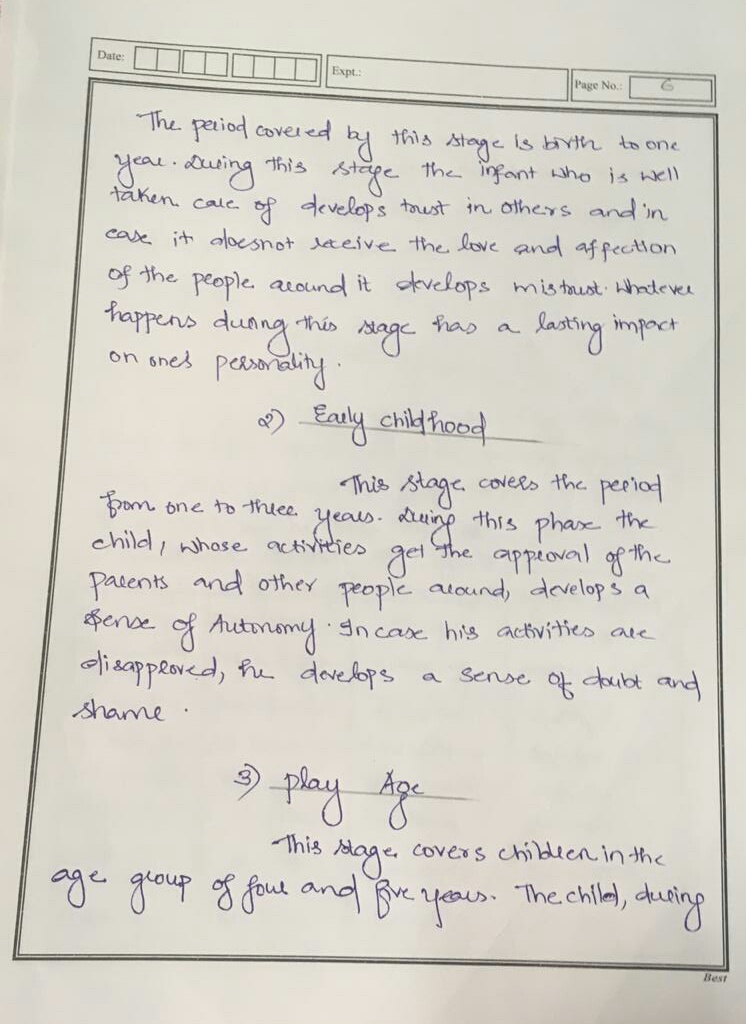 Date:
Expt.:
Page No.: 6
The period covered by this stage is birth to one
year. During this stage the infant who is well
taken care of develops trust in others and in
case it doesnot receive the love and affection
of the people around it develops mistrust. Whatever
happens during this stage has a lasting impact
on one's personality.
2) Early childhood
This stage covers the period
from one to three years. During this phase the
child, whose activities get the approval of the
parents and other people around, develops a
sense of Autonomy. In case his activities are
disapproved, he develops a sense of doubt and
shame.
3) play Age
This stage covers children in the
age group of four and five years. The child, during
Best